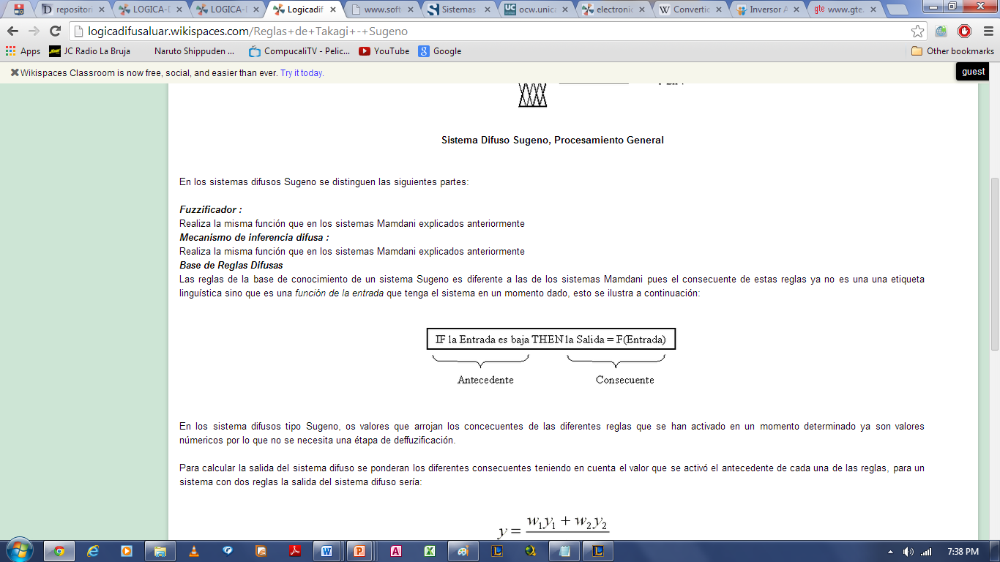 repositori
LOGICA-D
LOGICA-D
Logicadif
www.soft
Sistemas
ocw.unica
electronic
Convertid
Inversor A
www.gte.
logicadifusaluar.wikispaces.com/Reglas+de+Takagi+-+Sugeno
Apps JC Radio La Bruja Naruto Shippuden ... CompucaliTV - Pelic... YouTube Google Other bookmarks
Wikispaces Classroom is now free, social, and easier than ever. Try it today.
guest
Sistema Difuso Sugeno, Procesamiento General
En los sistemas difusos Sugeno se distinguen las siguientes partes:
Fuzzificador :
Realiza la misma función que en los sistemas Mamdani explicados anteriormente
Mecanismo de inferencia difusa :
Realiza la misma función que en los sistemas Mamdani explicados anteriormente
Base de Reglas Difusas
Las reglas de la base de conocimiento de un sistema Sugeno es diferente a las de los sistemas Mamdani pues el consecuente de estas reglas ya no es una una etiqueta
linguística sino que es una función de la entrada que tenga el sistema en un momento dado, esto se ilustra a continuación:
IF la Entrada es baja THEN la Salida = F(Entrada)
Antecedente Consecuente
En los sistema difusos tipo Sugeno, os valores que arrojan los concecuentes de las diferentes reglas que se han activado en un momento determinado ya son valores
númericos por lo que no se necesita una étapa de deffuzificación.
Para calcular la salida del sistema difuso se ponderan los diferentes consecuentes teniendo en cuenta el valor que se activó el antecedente de cada una de las reglas, para un
sistema con dos reglas la salida del sistema difuso sería:
y = w₁y₁ + w₂y₂
7:38 PM